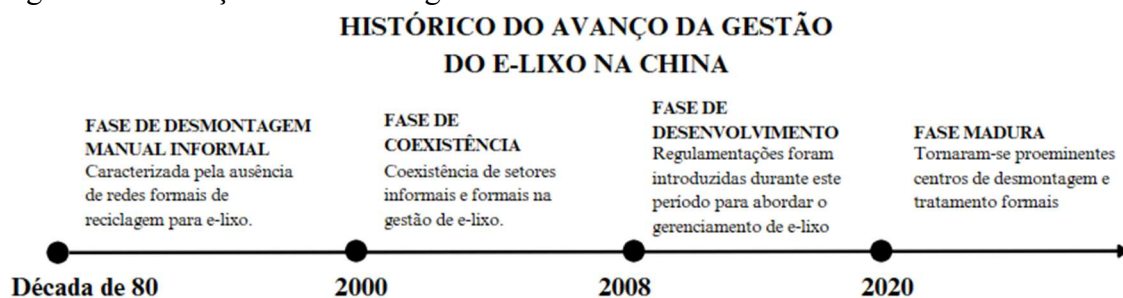 HISTÓRICO DO AVANÇO DA GESTÃO
DO E-LIXO NA CHINA
FASE DE DESMONTAGEM
MANUAL INFORMAL
Caracterizada pela ausência
de redes formais de
reciclagem para e-lixo.
FASE DE
COEXISTÊNCIA
Coexistência de setores
informais e formais na
gestão de e-lixo.
FASE DE
DESENVOLVIMENTO
Regulamentações foram
introduzidas durante este
período para abordar o
gerenciamento de e-lixo
FASE MADURA
Tornaram-se proeminentes
centros de desmontagem e
tratamento formais
Década de 80
2000
2008
2020